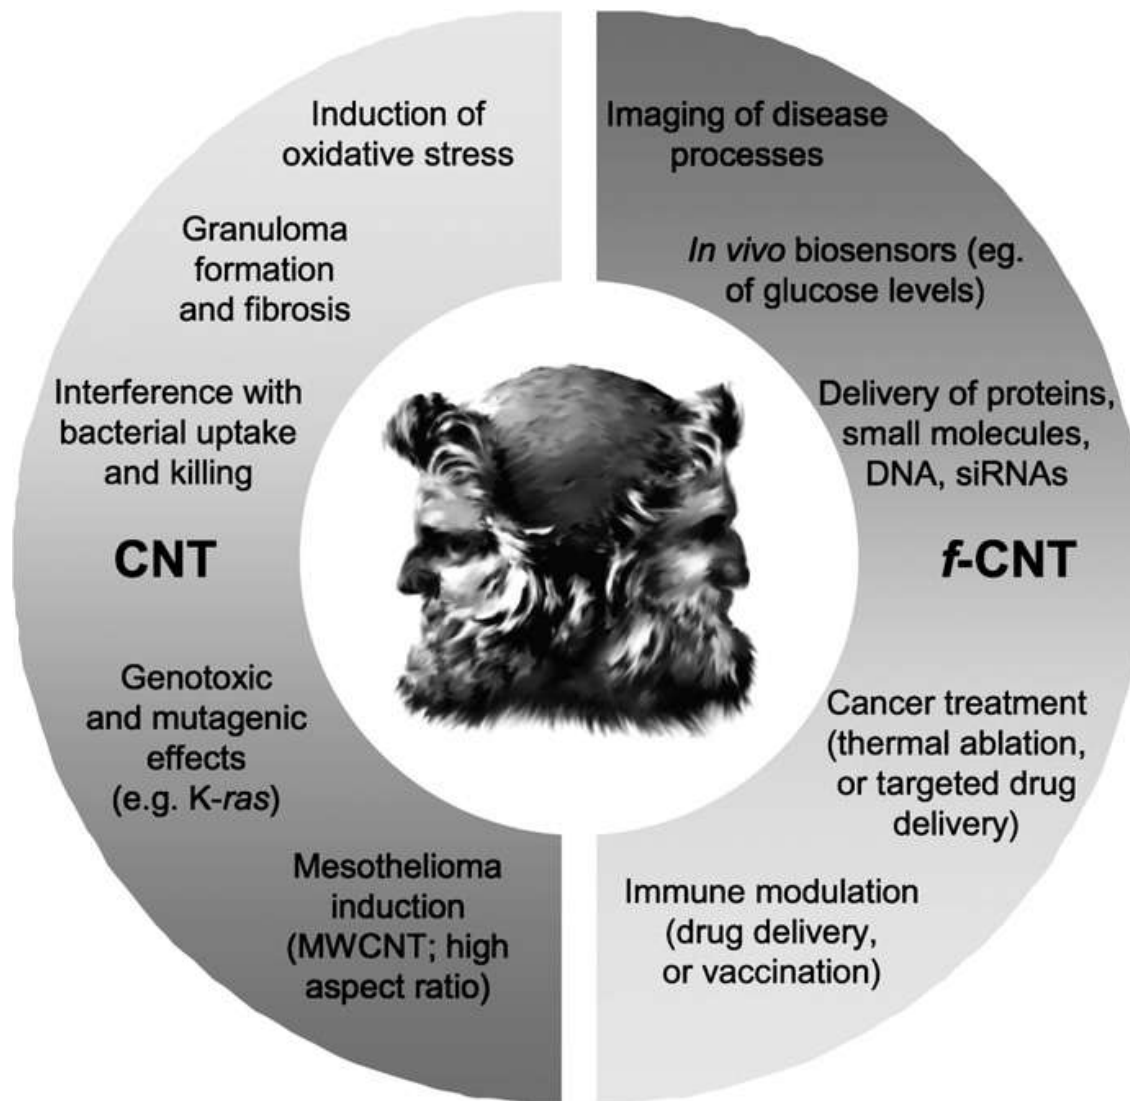 Induction of
oxidative stress
Granuloma
formation
and fibrosis
Interference with
bacterial uptake
and killing
CNT
Genotoxic
and mutagenic
effects
(e.g. K-ras)
Mesothelioma
induction
(MWCNT; high
aspect ratio)
Imaging of disease
processes
In vivo biosensors (eg.
of glucose levels)
Delivery of proteins,
small molecules,
DNA, siRNAs
f-CNT
Cancer treatment
(thermal ablation,
or targeted drug
delivery)
Immune modulation
(drug delivery,
or vaccination)